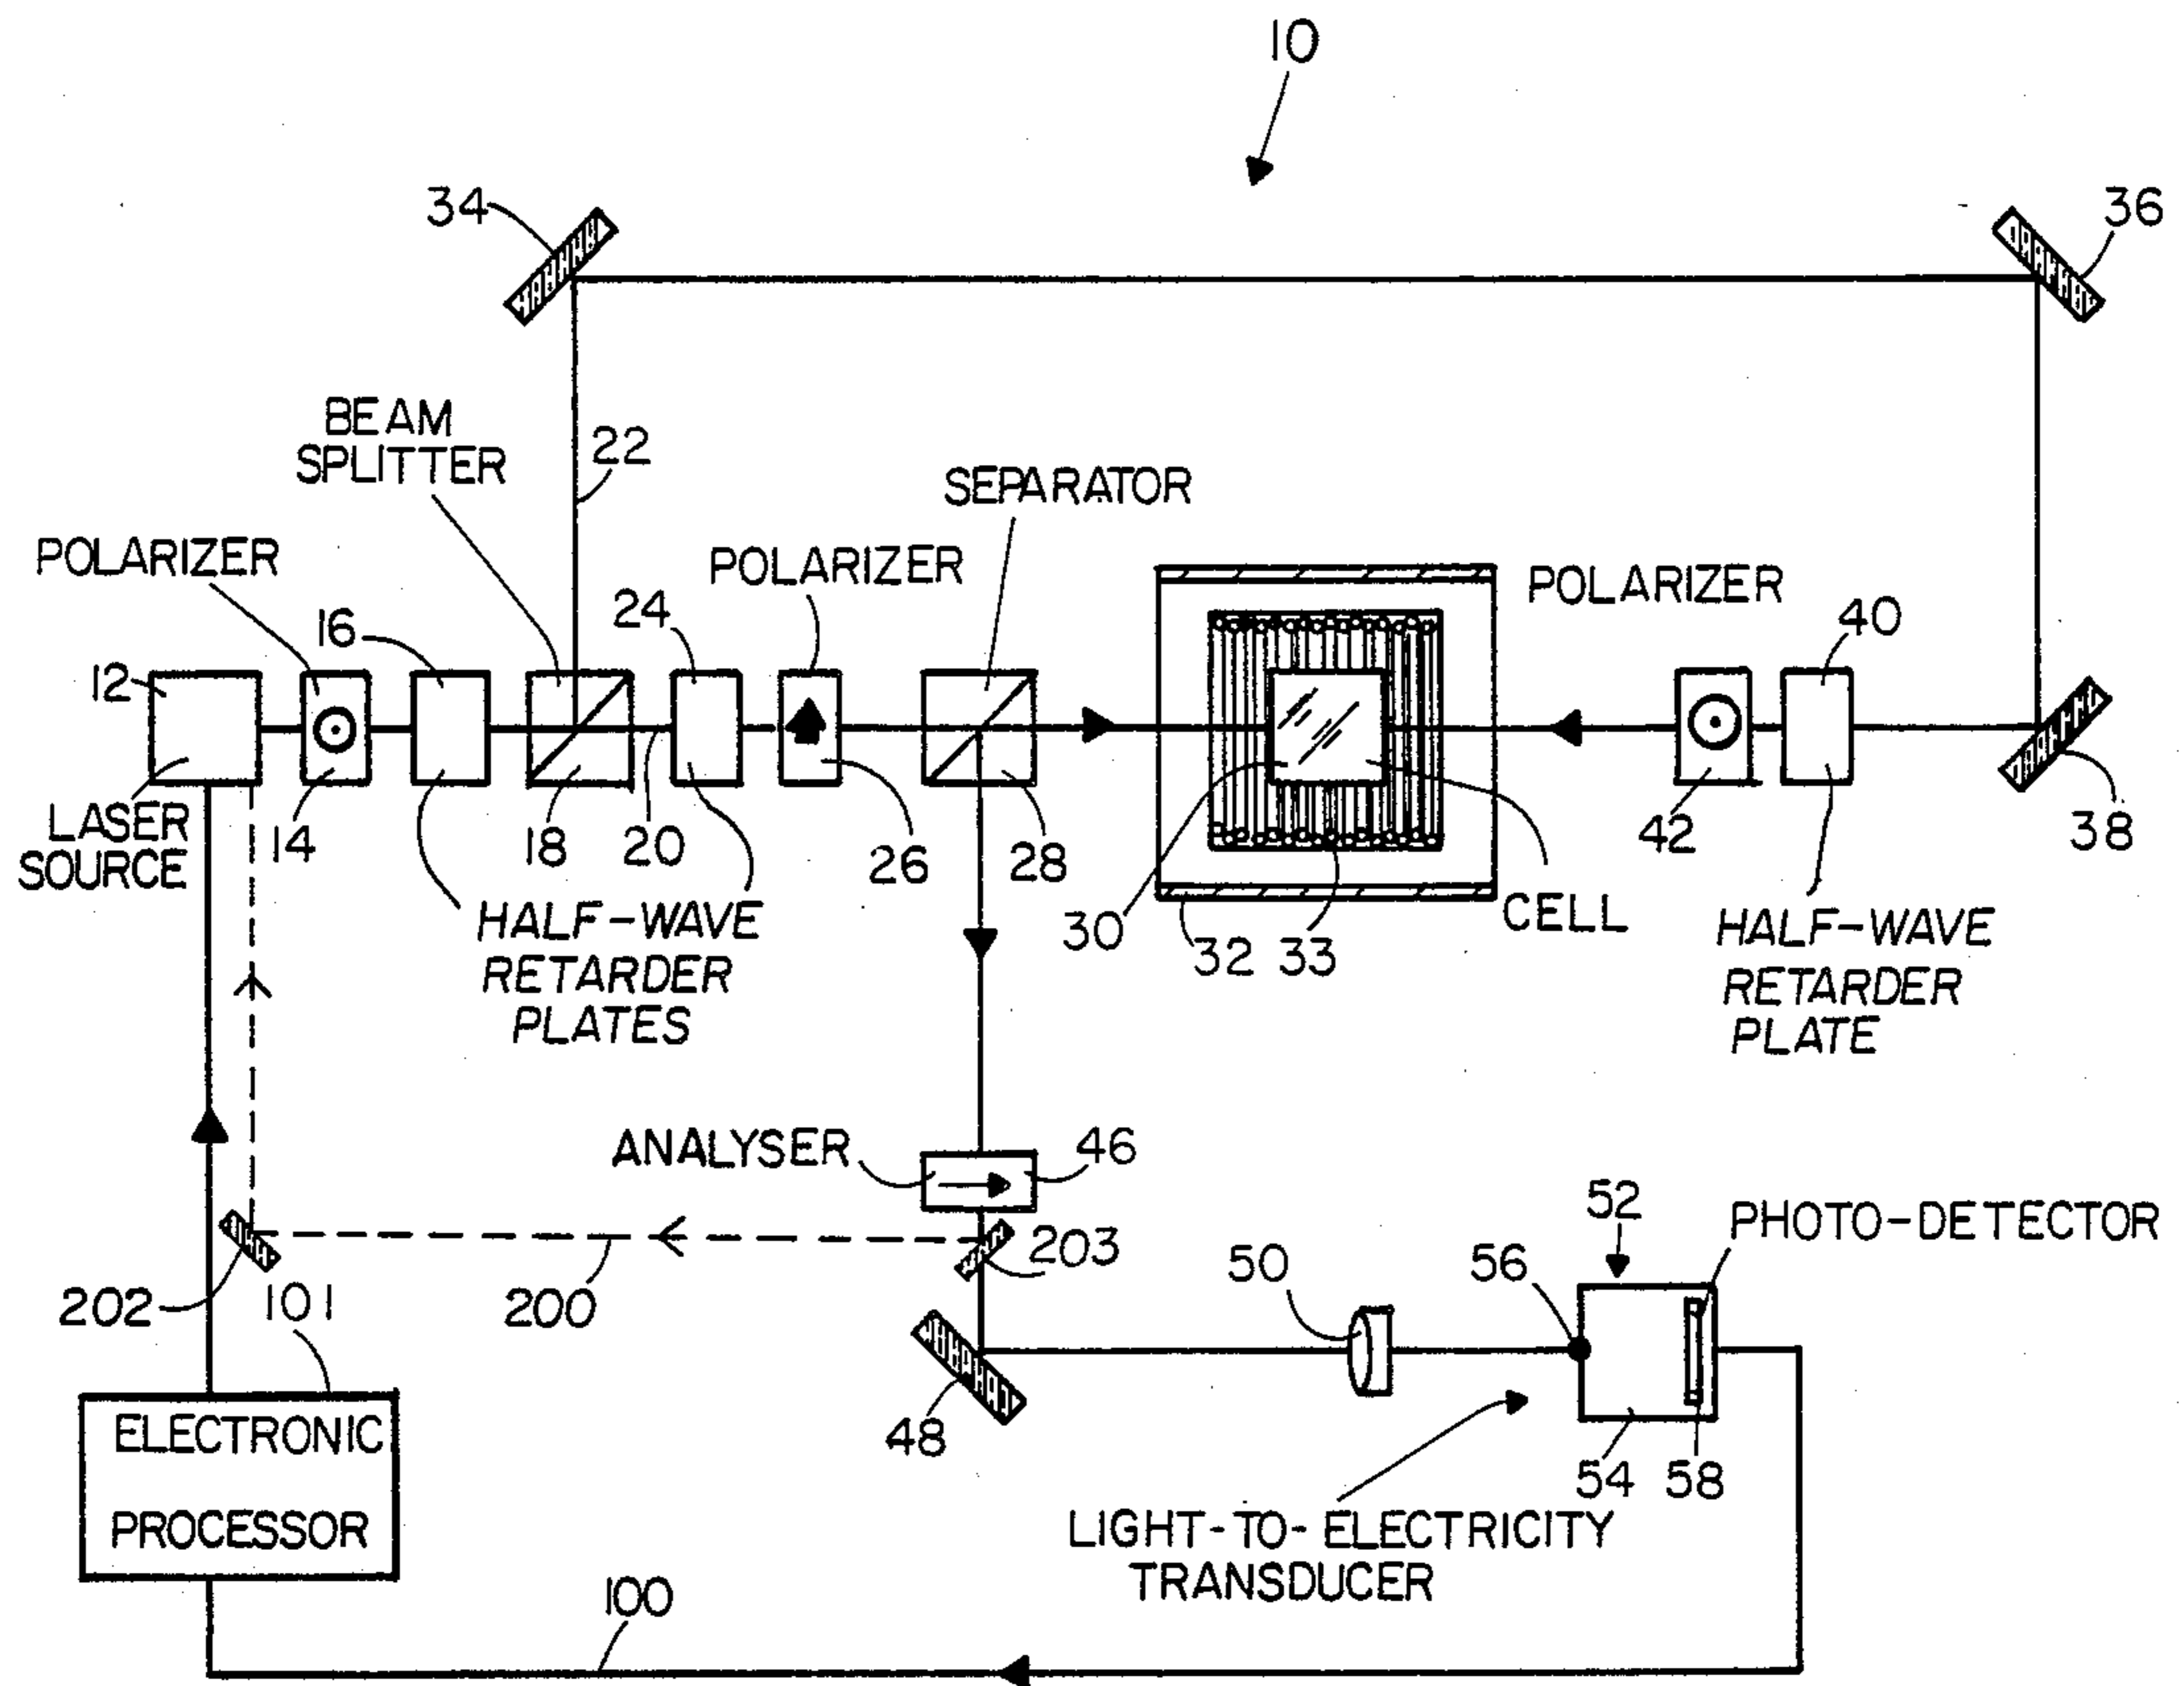 10
34
36
BEAM
SPLITTER
22
SEPARATOR
POLARIZER
POLARIZER
POLARIZER
16
24
40
12
LASER
SOURCE
14
18
20
26
28
30
32
33
CELL
42
38
HALF-WAVE
RETARDER
PLATES
HALF-WAVE
RETARDER
PLATE
ANALYSER
46
52
PHOTO-DETECTOR
203
50
56
202
101
200
48
54
58
ELECTRONIC
PROCESSOR
LIGHT-TO-ELECTRICITY
TRANSDUCER
100